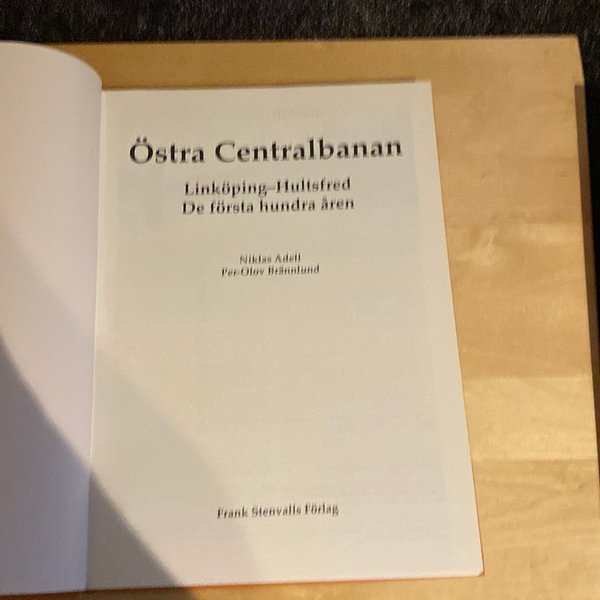 Östra Centralbanan
Linköping–Hultsfred
De första hundra åren
Niklas Adell
Per-Olov Brännlund
Frank Stenvalls Förlag